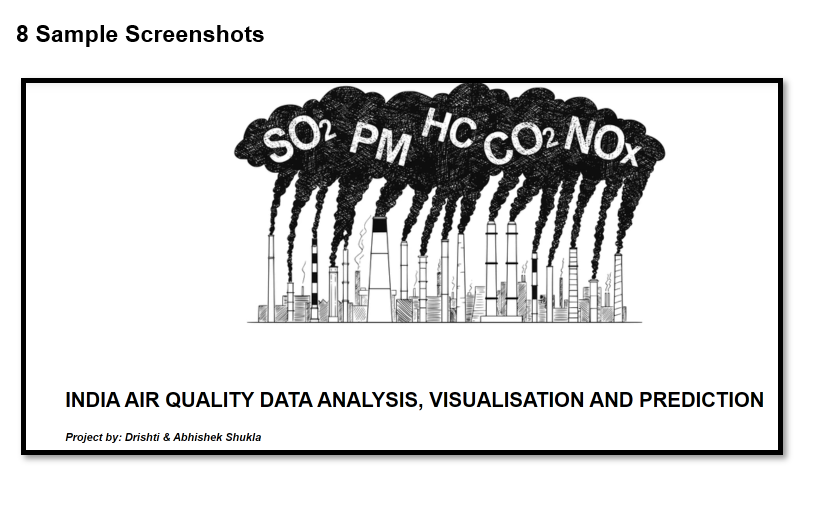 8 Sample Screenshots
SO2 PM HC CO2 NOx
INDIA AIR QUALITY DATA ANALYSIS, VISUALISATION AND PREDICTION
Project by: Drishti & Abhishek Shukla